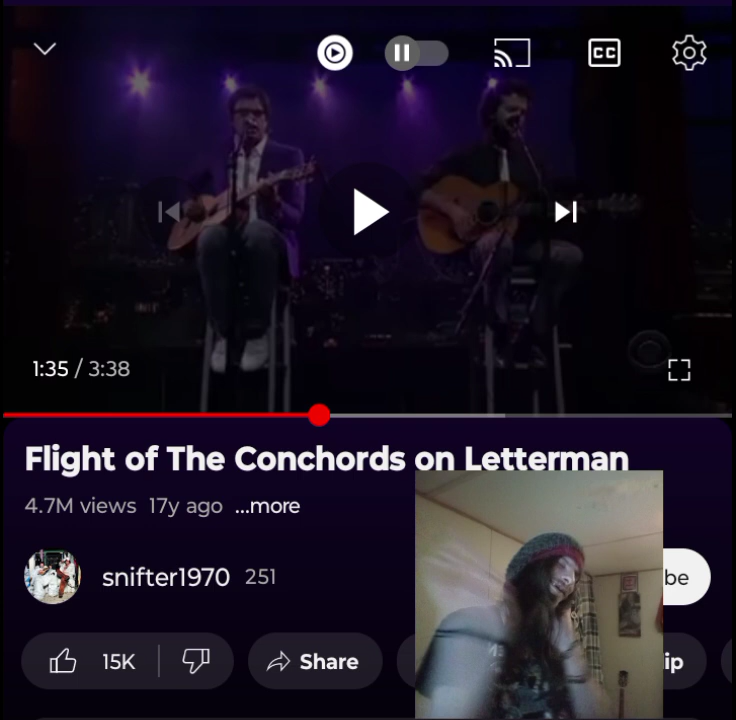 CC
1:35 / 3:38
Flight of The Conchords on Letterman
4.7M views 17y ago ...more
snifter1970 251
be
15K
Share
ip